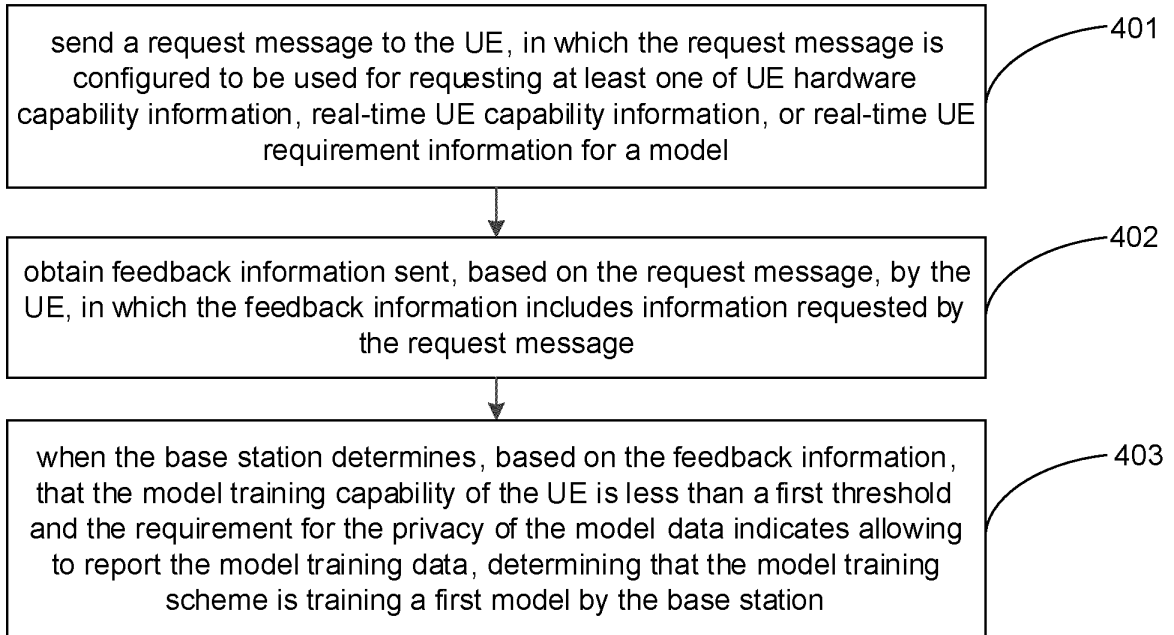 send a request message to the UE, in which the request message is
configured to be used for requesting at least one of UE hardware
capability information, real-time UE capability information, or real-time UE
requirement information for a model
401
obtain feedback information sent, based on the request message, by the
UE, in which the feedback information includes information requested by
the request message
402
when the base station determines, based on the feedback information,
that the model training capability of the UE is less than a first threshold
and the requirement for the privacy of the model data indicates allowing
to report the model training data, determining that the model training
scheme is training a first model by the base station
403